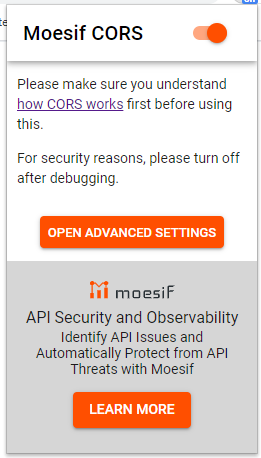 Moesif CORS
Please make sure you understand
how CORS works first before using
this.
For security reasons, please turn off
after debugging.
OPEN ADVANCED SETTINGS
moesif
API Security and Observability
Identify API Issues and
Automatically Protect from API
Threats with Moesif
LEARN MORE